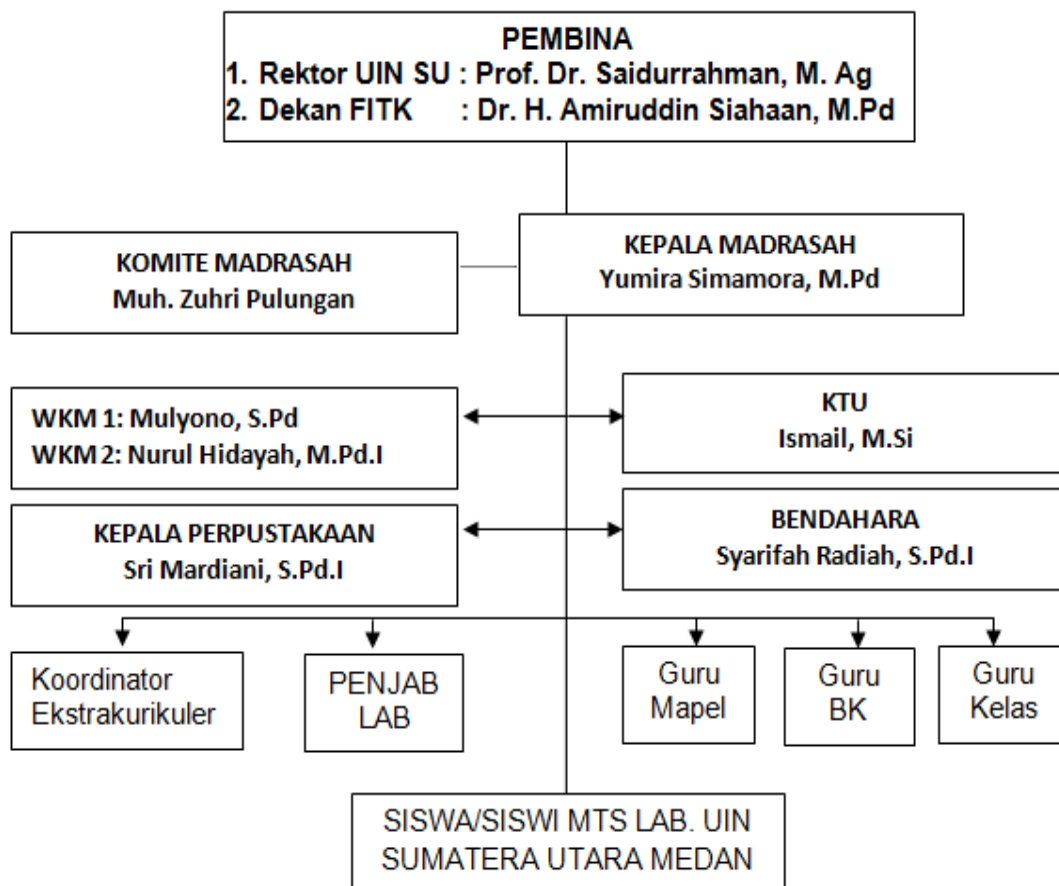 PEMBINA
1. Rektor UIN SU : Prof. Dr. Saidurrahman, M. Ag
2. Dekan FITK : Dr. H. Amiruddin Siahaan, M.Pd
KOMITE MADRASAH
Muh. Zuhri Pulungan
KEPALA MADRASAH
Yumira Simamora, M.Pd
WKM 1: Mulyono, S.Pd
WKM 2: Nurul Hidayah, M.Pd.I
KTU
Ismail, M.Si
KEPALA PERPUSTAKAAN
Sri Mardiani, S.Pd.I
BENDAHARA
Syarifah Radiah, S.Pd.I
Koordinator
Ekstrakurikuler
PENJAB
LAB
Guru
Mapel
Guru
BK
Guru
Kelas
SISWA/SISWI MTS LAB. UIN
SUMATERA UTARA MEDAN